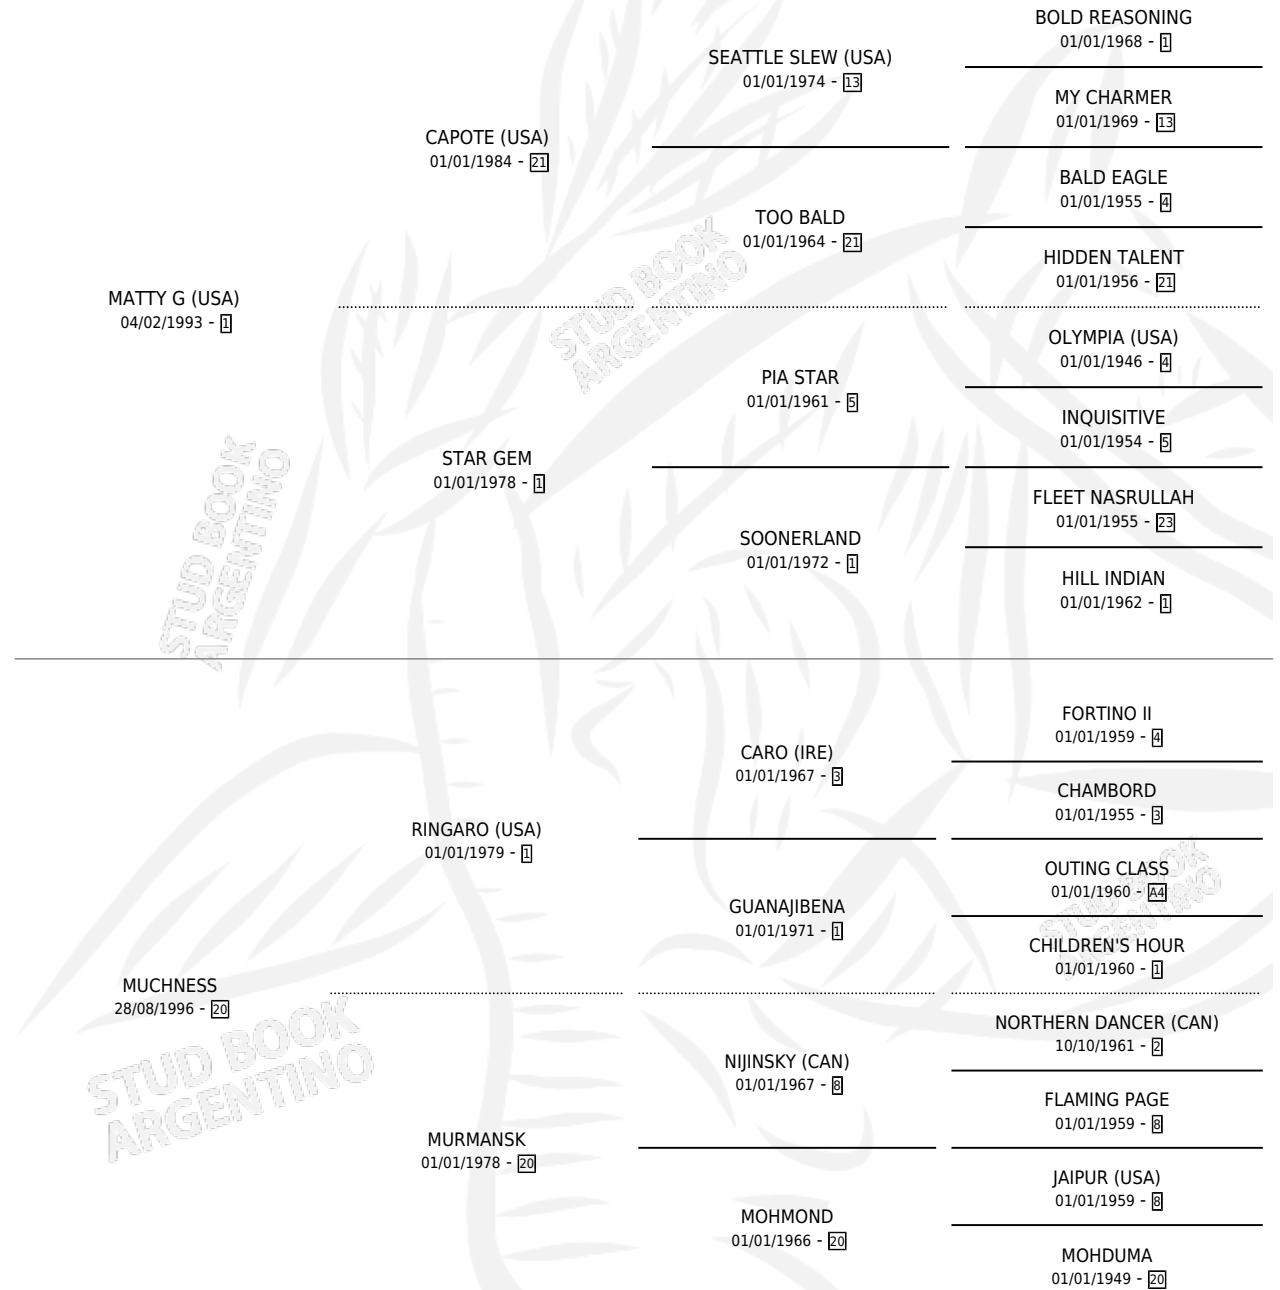 BOLD REASONING
01/01/1968 - 1
SEATTLE SLEW (USA)
01/01/1974 - 13
MY CHARMER
01/01/1969 - 13
CAPOTE (USA)
01/01/1984 - 21
BALD EAGLE
01/01/1955 - 4
TOO BALD
01/01/1964 - 21
HIDDEN TALENT
01/01/1956 - 21
MATTY G (USA)
04/02/1993 - 1
OLYMPIA (USA)
01/01/1946 - 4
PIA STAR
01/01/1961 - 5
INQUISITIVE
01/01/1954 - 5
STAR GEM
01/01/1978 - 1
FLEET NASRULLAH
01/01/1955 - 23
SOONERLAND
01/01/1972 - 1
HILL INDIAN
01/01/1962 - 1
FORTINO II
01/01/1959 - 4
CARO (IRE)
01/01/1967 - 3
CHAMBORD
01/01/1955 - 3
RINGARO (USA)
01/01/1979 - 1
OUTING CLASS
01/01/1960 - A4
GUANAJIBENA
01/01/1971 - 1
CHILDREN'S HOUR
01/01/1960 - 1
MUCHNESS
28/08/1996 - 20
NORTHERN DANCER (CAN)
10/10/1961 - 2
NIJINSKY (CAN)
01/01/1967 - 8
FLAMING PAGE
01/01/1959 - 8
MURMANSK
01/01/1978 - 20
JAIPUR (USA)
01/01/1959 - 8
MOHMOND
01/01/1966 - 20
MOHDUMA
01/01/1949 - 20
STUD BOOK
ARGENTINO
STUD BOOK
ARGENTINO
STUD BOOK
ARGENTINO
STUD BOOK
ARGENTINO